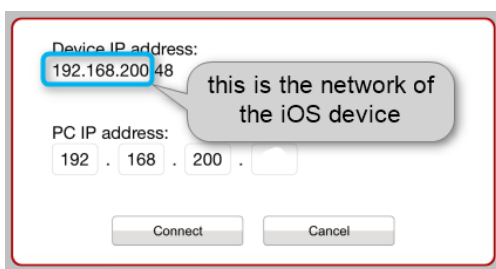 Device IP address:
192.168.200.48
this is the network of
the iOS device
PC IP address:
192 . 168 . 200 .
Connect Cancel